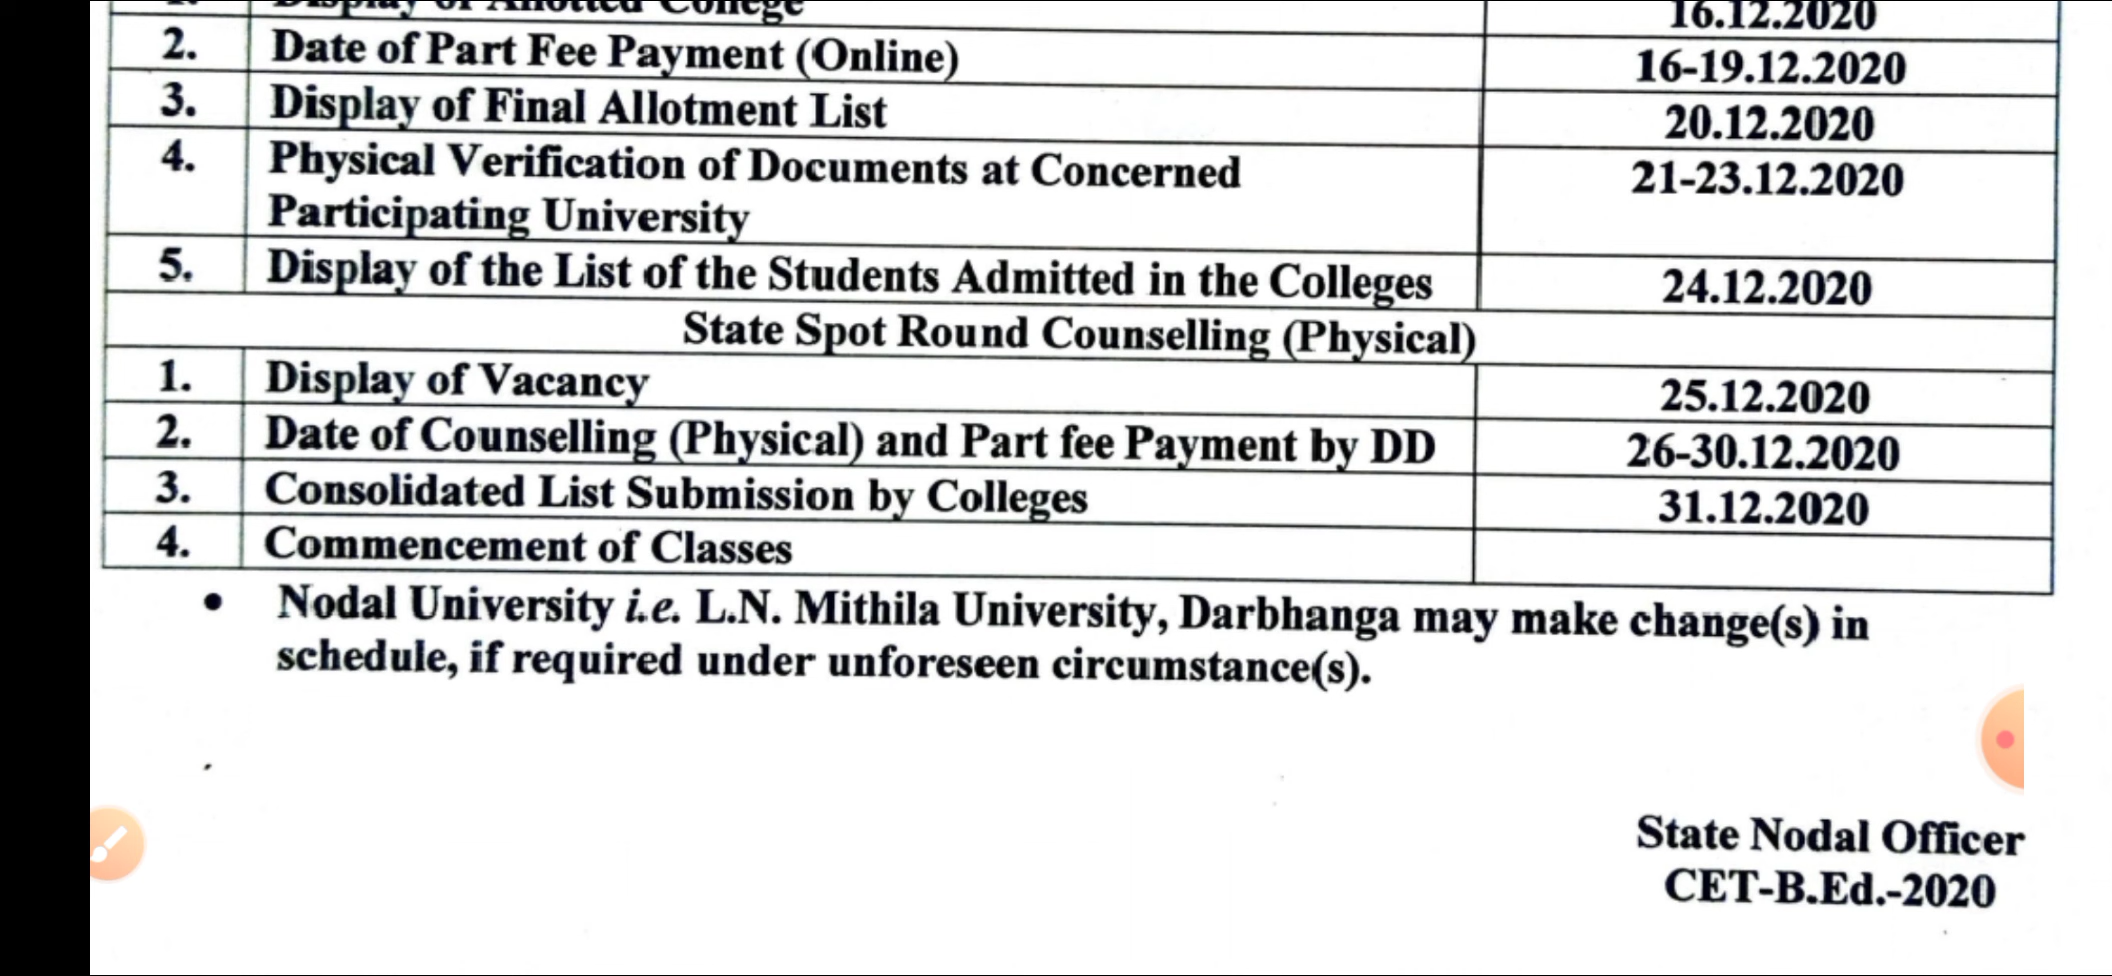 1. Display of Allotted College 16.12.2020
2. Date of Part Fee Payment (Online) 16-19.12.2020
3. Display of Final Allotment List 20.12.2020
4. Physical Verification of Documents at Concerned 21-23.12.2020
Participating University
5. Display of the List of the Students Admitted in the Colleges 24.12.2020
State Spot Round Counselling (Physical)
1. Display of Vacancy 25.12.2020
2. Date of Counselling (Physical) and Part fee Payment by DD 26-30.12.2020
3. Consolidated List Submission by Colleges 31.12.2020
4. Commencement of Classes
• Nodal University i.e. L.N. Mithila University, Darbhanga may make change(s) in
schedule, if required under unforeseen circumstance(s).
State Nodal Officer
CET-B.Ed.-2020